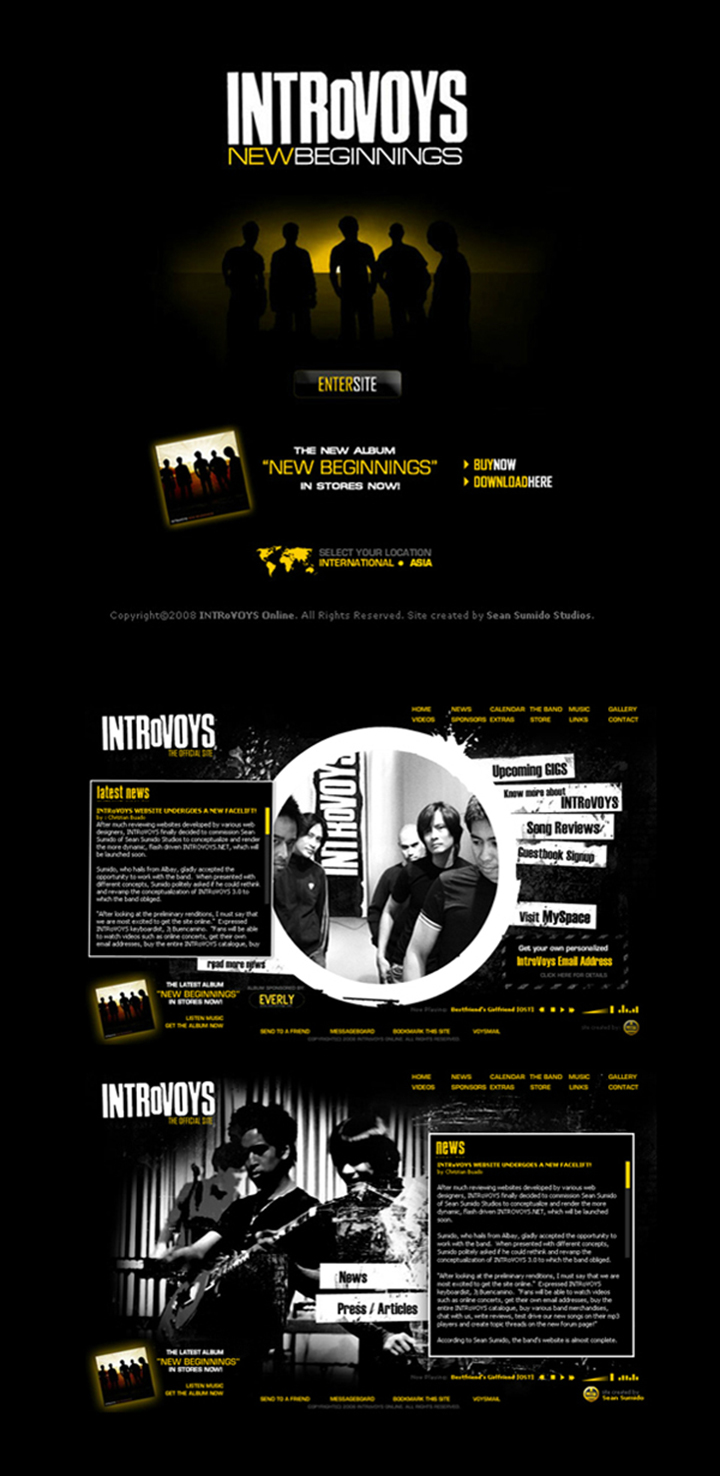 INTRoVOYS
NEWBEGINNINGS
ENTERSITE
THE NEW ALBUM
"NEW BEGINNINGS"
IN STORES NOW!
BUYNOW
DOWNLOADHERE
SELECT YOUR LOCATION
INTERNATIONAL • ASIA
Copyright©2008 INTRoVOYS Online. All Rights Reserved. Site created by Sean Sumido Studios.
INTRoVOYS
THE OFFICIAL SITE
HOME NEWS CALENDAR THE BAND MUSIC GALLERY
VIDEOS SPONSORS EXTRAS STORE LINKS CONTACT
latest news
INTRoVOYS WEBSITE UNDERGOES A NEW FACELIFT!
by : Christian Buado
After much reviewing websites developed by various web
designers, INTRoVOYS finally decided to commission Sean
Sumido of Sean Sumido Studios to conceptualize and render
the more dynamic, flash driven INTROVOYS.NET, which will
be launched soon.
Sumido, who hails from Albay, gladly accepted the
opportunity to work with the band. When presented with
different concepts, Sumido politely asked if he could rethink
and revamp the conceptualization of INTRoVOYS 3.0 to
which the band obliged.
"After looking at the preliminary renditions, I must say that
we are most excited to get the site online." Expressed
INTRoVOYS keyboardist, JJ Buencamino. "Fans will be able
to watch videos such as online concerts, get their own
email addresses, buy the entire INTRoVOYS catalogue, buy
read more news
INTRoVOYS
Upcoming GIGS
Know more about
INTRoVOYS
Song Reviews
Guestbook Signup
Visit MySpace
Get your own personalized
IntroVoys Email Address
CLICK HERE FOR DETAILS
THE LATEST ALBUM
"NEW BEGINNINGS"
IN STORES NOW!
LISTEN MUSIC
GET THE ALBUM NOW
ALBUM SPONSORED BY
EVERLY
Now Playing: Bestfriend's Girlfriend [OST]
SEND TO A FRIEND MESSAGEBOARD BOOKMARK THIS SITE VOYSMAIL
COPYRIGHT©2008 INTROVOYS ONLINE. ALL RIGHTS RESERVED.
site created by:
INTRoVOYS
THE OFFICIAL SITE
HOME NEWS CALENDAR THE BAND MUSIC GALLERY
VIDEOS SPONSORS EXTRAS STORE LINKS CONTACT
news
INTRoVOYS WEBSITE UNDERGOES A NEW FACELIFT!
by: Christian Buado
After much reviewing websites developed by various web
designers, INTRoVOYS finally decided to commission Sean Sumido
of Sean Sumido Studios to conceptualize and render the more
dynamic, flash driven INTROVOYS.NET, which will be launched
soon.
Sumido, who hails from Albay, gladly accepted the opportunity to
work with the band. When presented with different concepts,
Sumido politely asked if he could rethink and revamp the
conceptualization of INTRoVOYS 3.0 to which the band obliged.
"After looking at the preliminary renditions, I must say that we are
most excited to get the site online." Expressed INTRoVOYS
keyboardist, JJ Buencamino. "Fans will be able to watch videos
such as online concerts, get their own email addresses, buy the
entire INTRoVOYS catalogue, buy various band merchandises,
chat with us, write reviews, test drive our new songs on their mp3
players and create topic threads on the new forum page!"
According to Sean Sumido, the band's website is almost complete.
News
Press / Articles
THE LATEST ALBUM
"NEW BEGINNINGS"
IN STORES NOW!
LISTEN MUSIC
GET THE ALBUM NOW
Now Playing: Bestfriend's Girlfriend [OST]
SEND TO A FRIEND MESSAGEBOARD BOOKMARK THIS SITE VOYSMAIL
COPYRIGHT©2008 INTROVOYS ONLINE. ALL RIGHTS RESERVED.
site created by
Sean Sumido